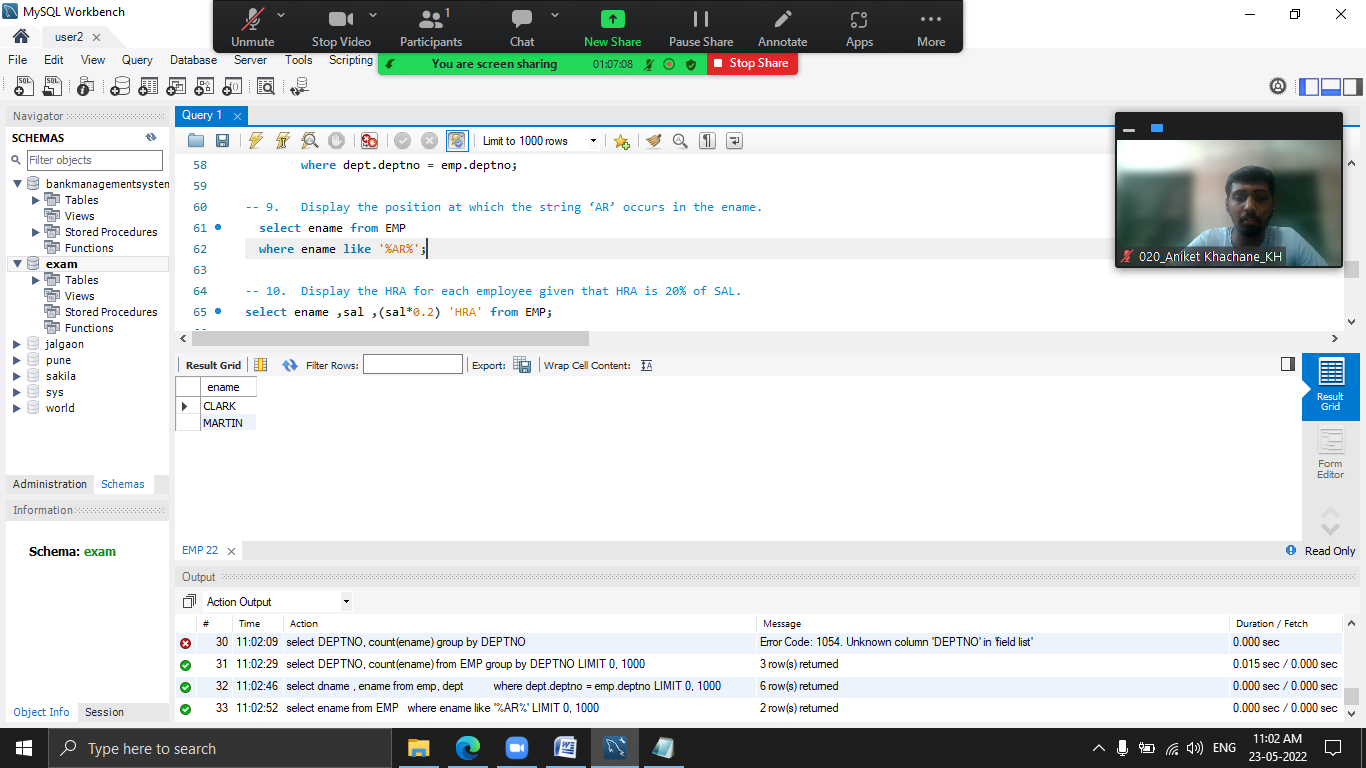 MySQL Workbench
user2
Unmute
Stop Video
Participants
1
Chat
New Share
Pause Share
Annotate
Apps
More
You are screen sharing
01:07:08
Stop Share
File Edit View Query Database Server Tools Scripting
Navigator
SCHEMAS
Filter objects
bankmanagementsystem
Tables
Views
Stored Procedures
Functions
exam
Tables
Views
Stored Procedures
Functions
jalgaon
pune
sakila
sys
world
Administration Schemas
Information
Schema: exam
Object Info Session
Query 1
Limit to 1000 rows
58 where dept.deptno = emp.deptno;
59
60 -- 9. Display the position at which the string ‘AR’ occurs in the ename.
61 select ename from EMP
62 where ename like '%AR%';
63
64 -- 10. Display the HRA for each employee given that HRA is 20% of SAL.
65 select ename ,sal ,(sal*0.2) 'HRA' from EMP;
020_Aniket Khachane_KH
Result Grid Filter Rows: Export: Wrap Cell Content:
ename
CLARK
MARTIN
Result
Grid
Form
Editor
EMP 22
Read Only
Output
Action Output
# Time Action Message Duration / Fetch
30 11:02:09 select DEPTNO, count(ename) group by DEPTNO Error Code: 1054. Unknown column 'DEPTNO' in 'field list' 0.000 sec
31 11:02:29 select DEPTNO, count(ename) from EMP group by DEPTNO LIMIT 0, 1000 3 row(s) returned 0.015 sec / 0.000 sec
32 11:02:46 select dname , ename from emp, dept where dept.deptno = emp.deptno LIMIT 0, 1000 6 row(s) returned 0.000 sec / 0.000 sec
33 11:02:52 select ename from EMP where ename like '%AR%' LIMIT 0, 1000 2 row(s) returned 0.000 sec / 0.000 sec
Type here to search
ENG
11:02 AM
23-05-2022